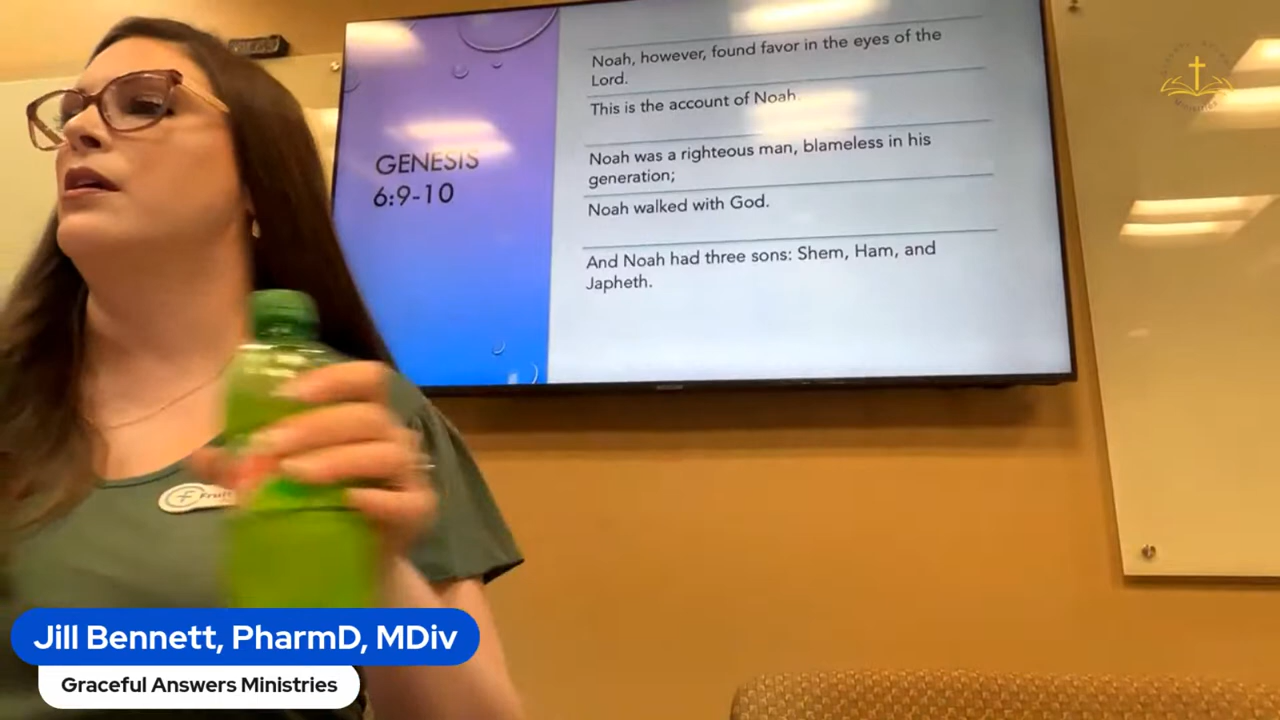 GENESIS
6:9-10
Noah, however, found favor in the eyes of the
Lord.
This is the account of Noah.
Noah was a righteous man, blameless in his
generation;
Noah walked with God.
And Noah had three sons: Shem, Ham, and
Japheth.
Jill Bennett, PharmD, MDiv
Graceful Answers Ministries